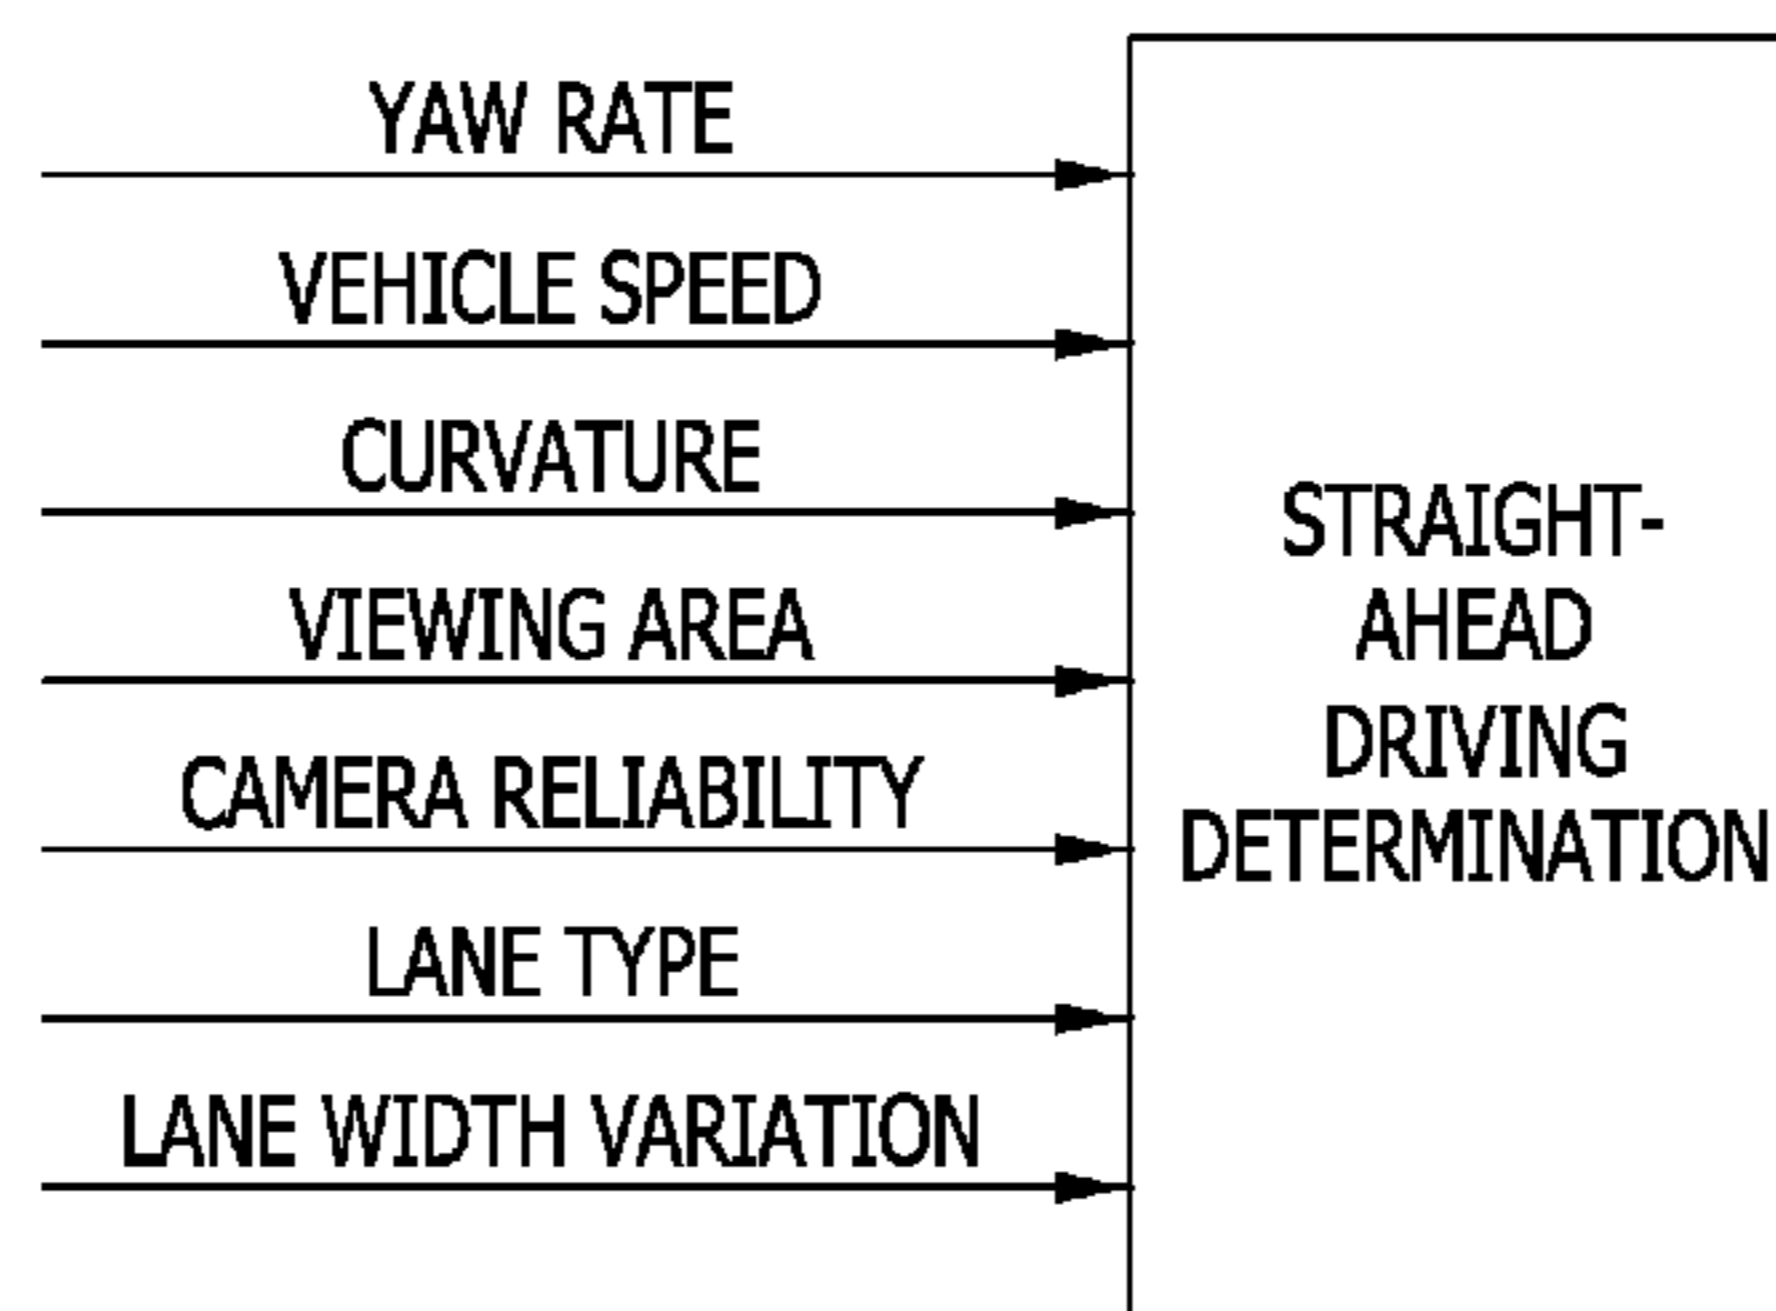 YAW RATE
VEHICLE SPEED
CURVATURE
VIEWING AREA
CAMERA RELIABILITY
LANE TYPE
LANE WIDTH VARIATION
STRAIGHT-
AHEAD
DRIVING
DETERMINATION